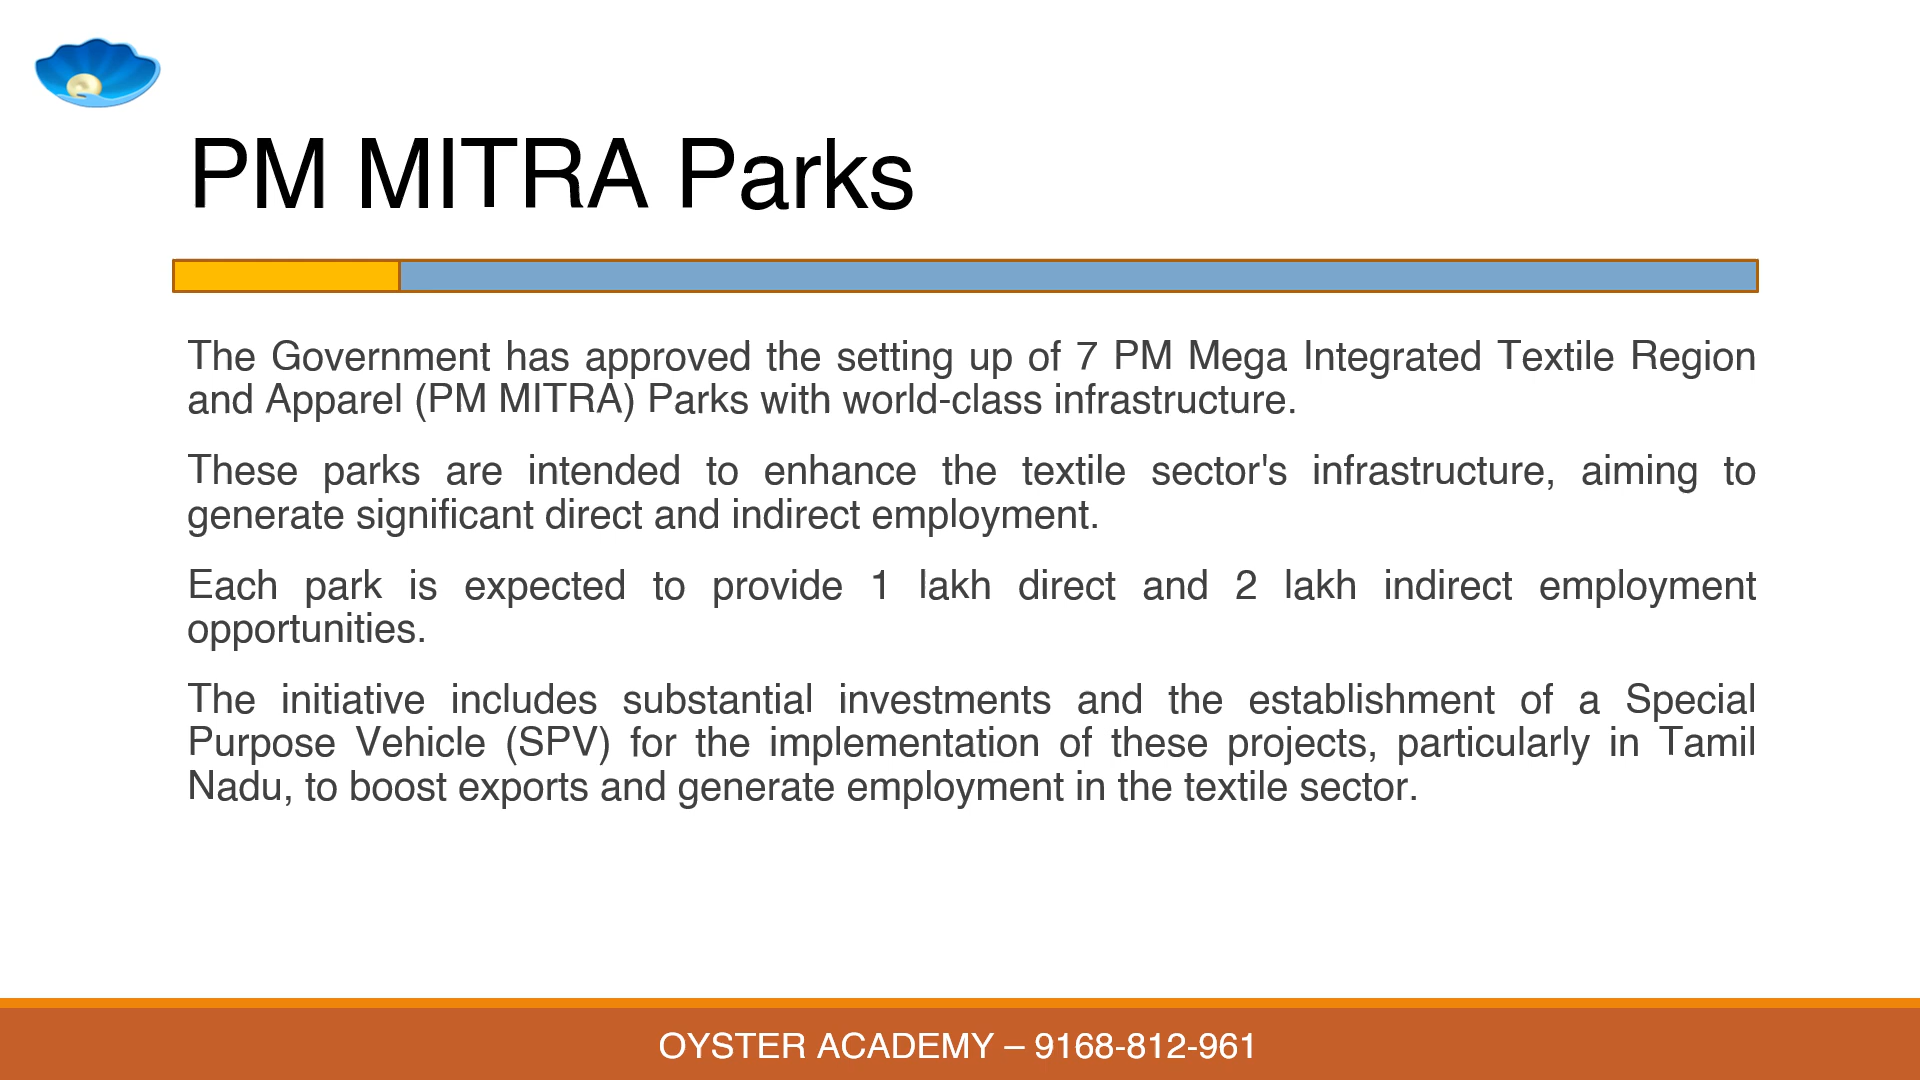 PM MITRA Parks
The Government has approved the setting up of 7 PM Mega Integrated Textile Region
and Apparel (PM MITRA) Parks with world-class infrastructure.
These parks are intended to enhance the textile sector's infrastructure, aiming to
generate significant direct and indirect employment.
Each park is expected to provide 1 lakh direct and 2 lakh indirect employment
opportunities.
The initiative includes substantial investments and the establishment of a Special
Purpose Vehicle (SPV) for the implementation of these projects, particularly in Tamil
Nadu, to boost exports and generate employment in the textile sector.
OYSTER ACADEMY – 9168-812-961